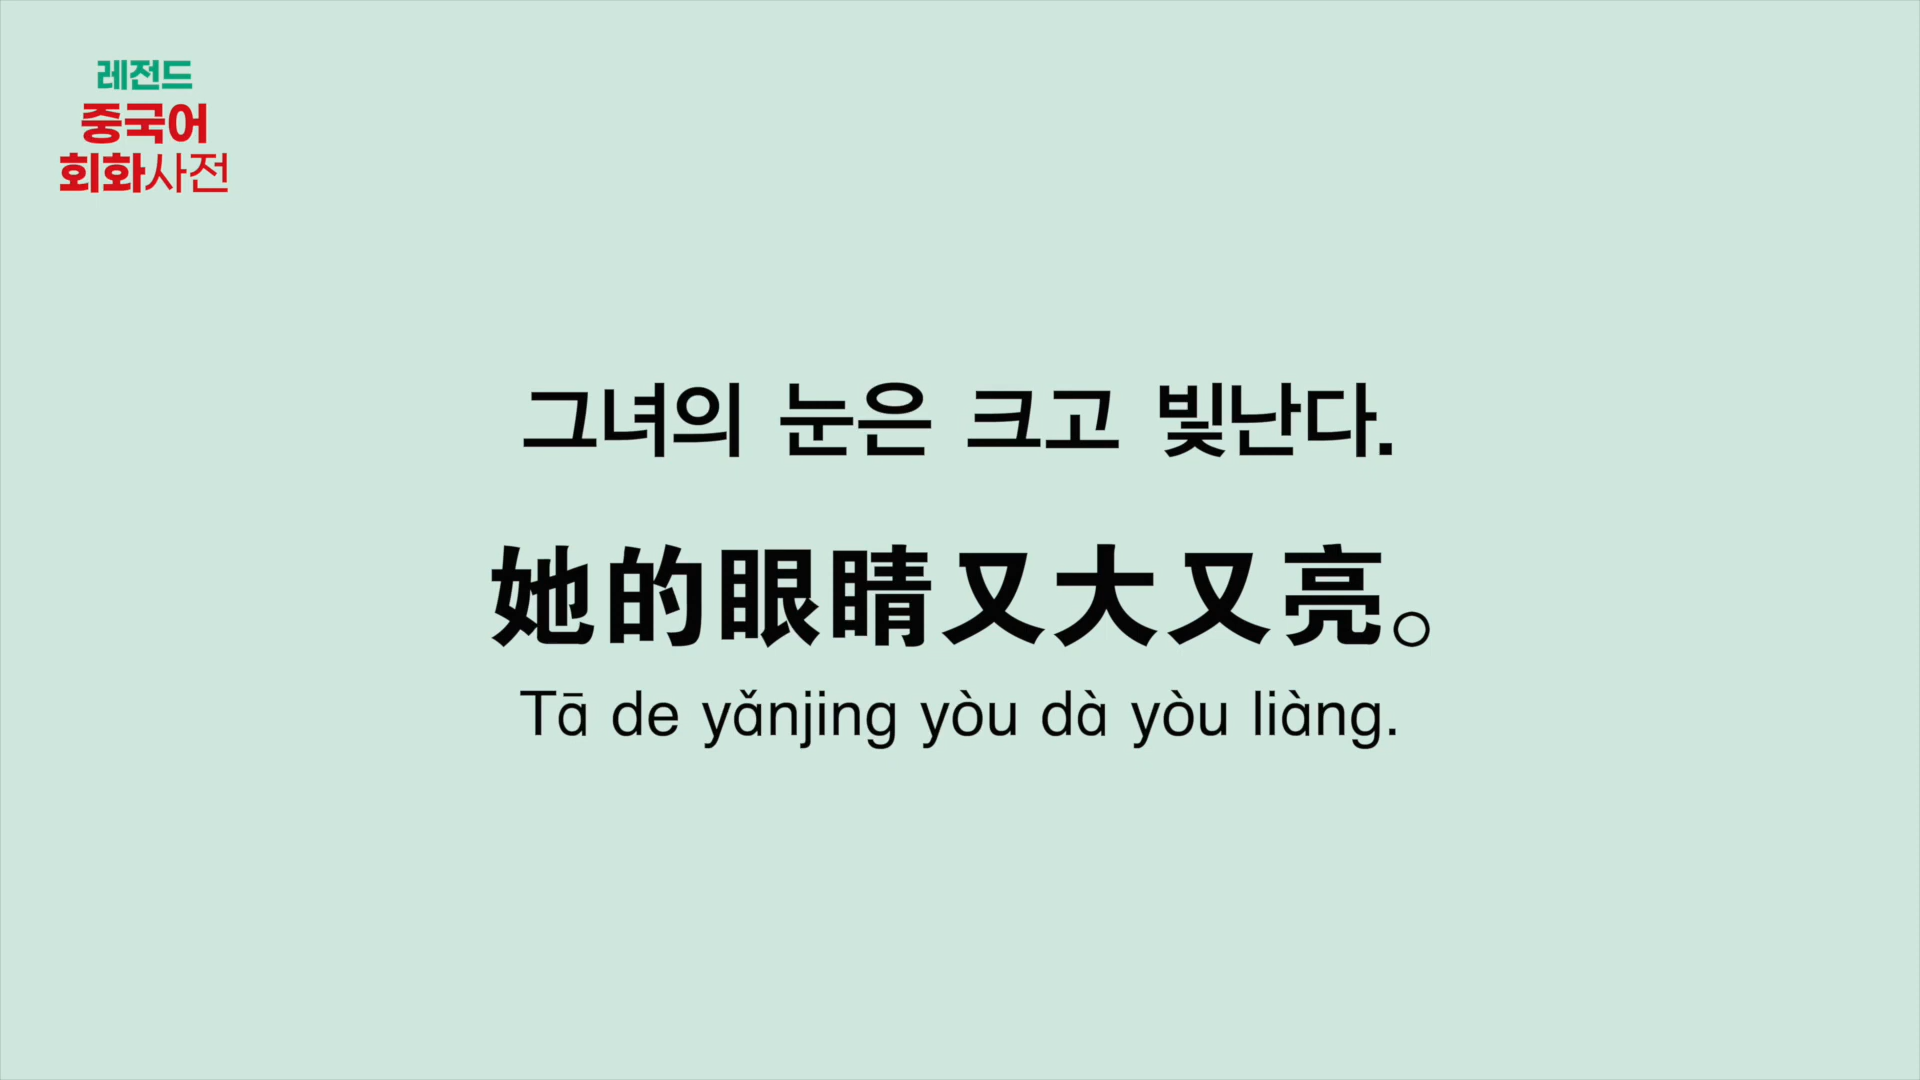 레전드
중국어
회화사전
그녀의 눈은 크고 빛난다.
她的眼睛又大又亮。
Tā de yǎnjing yòu dà yòu liàng.